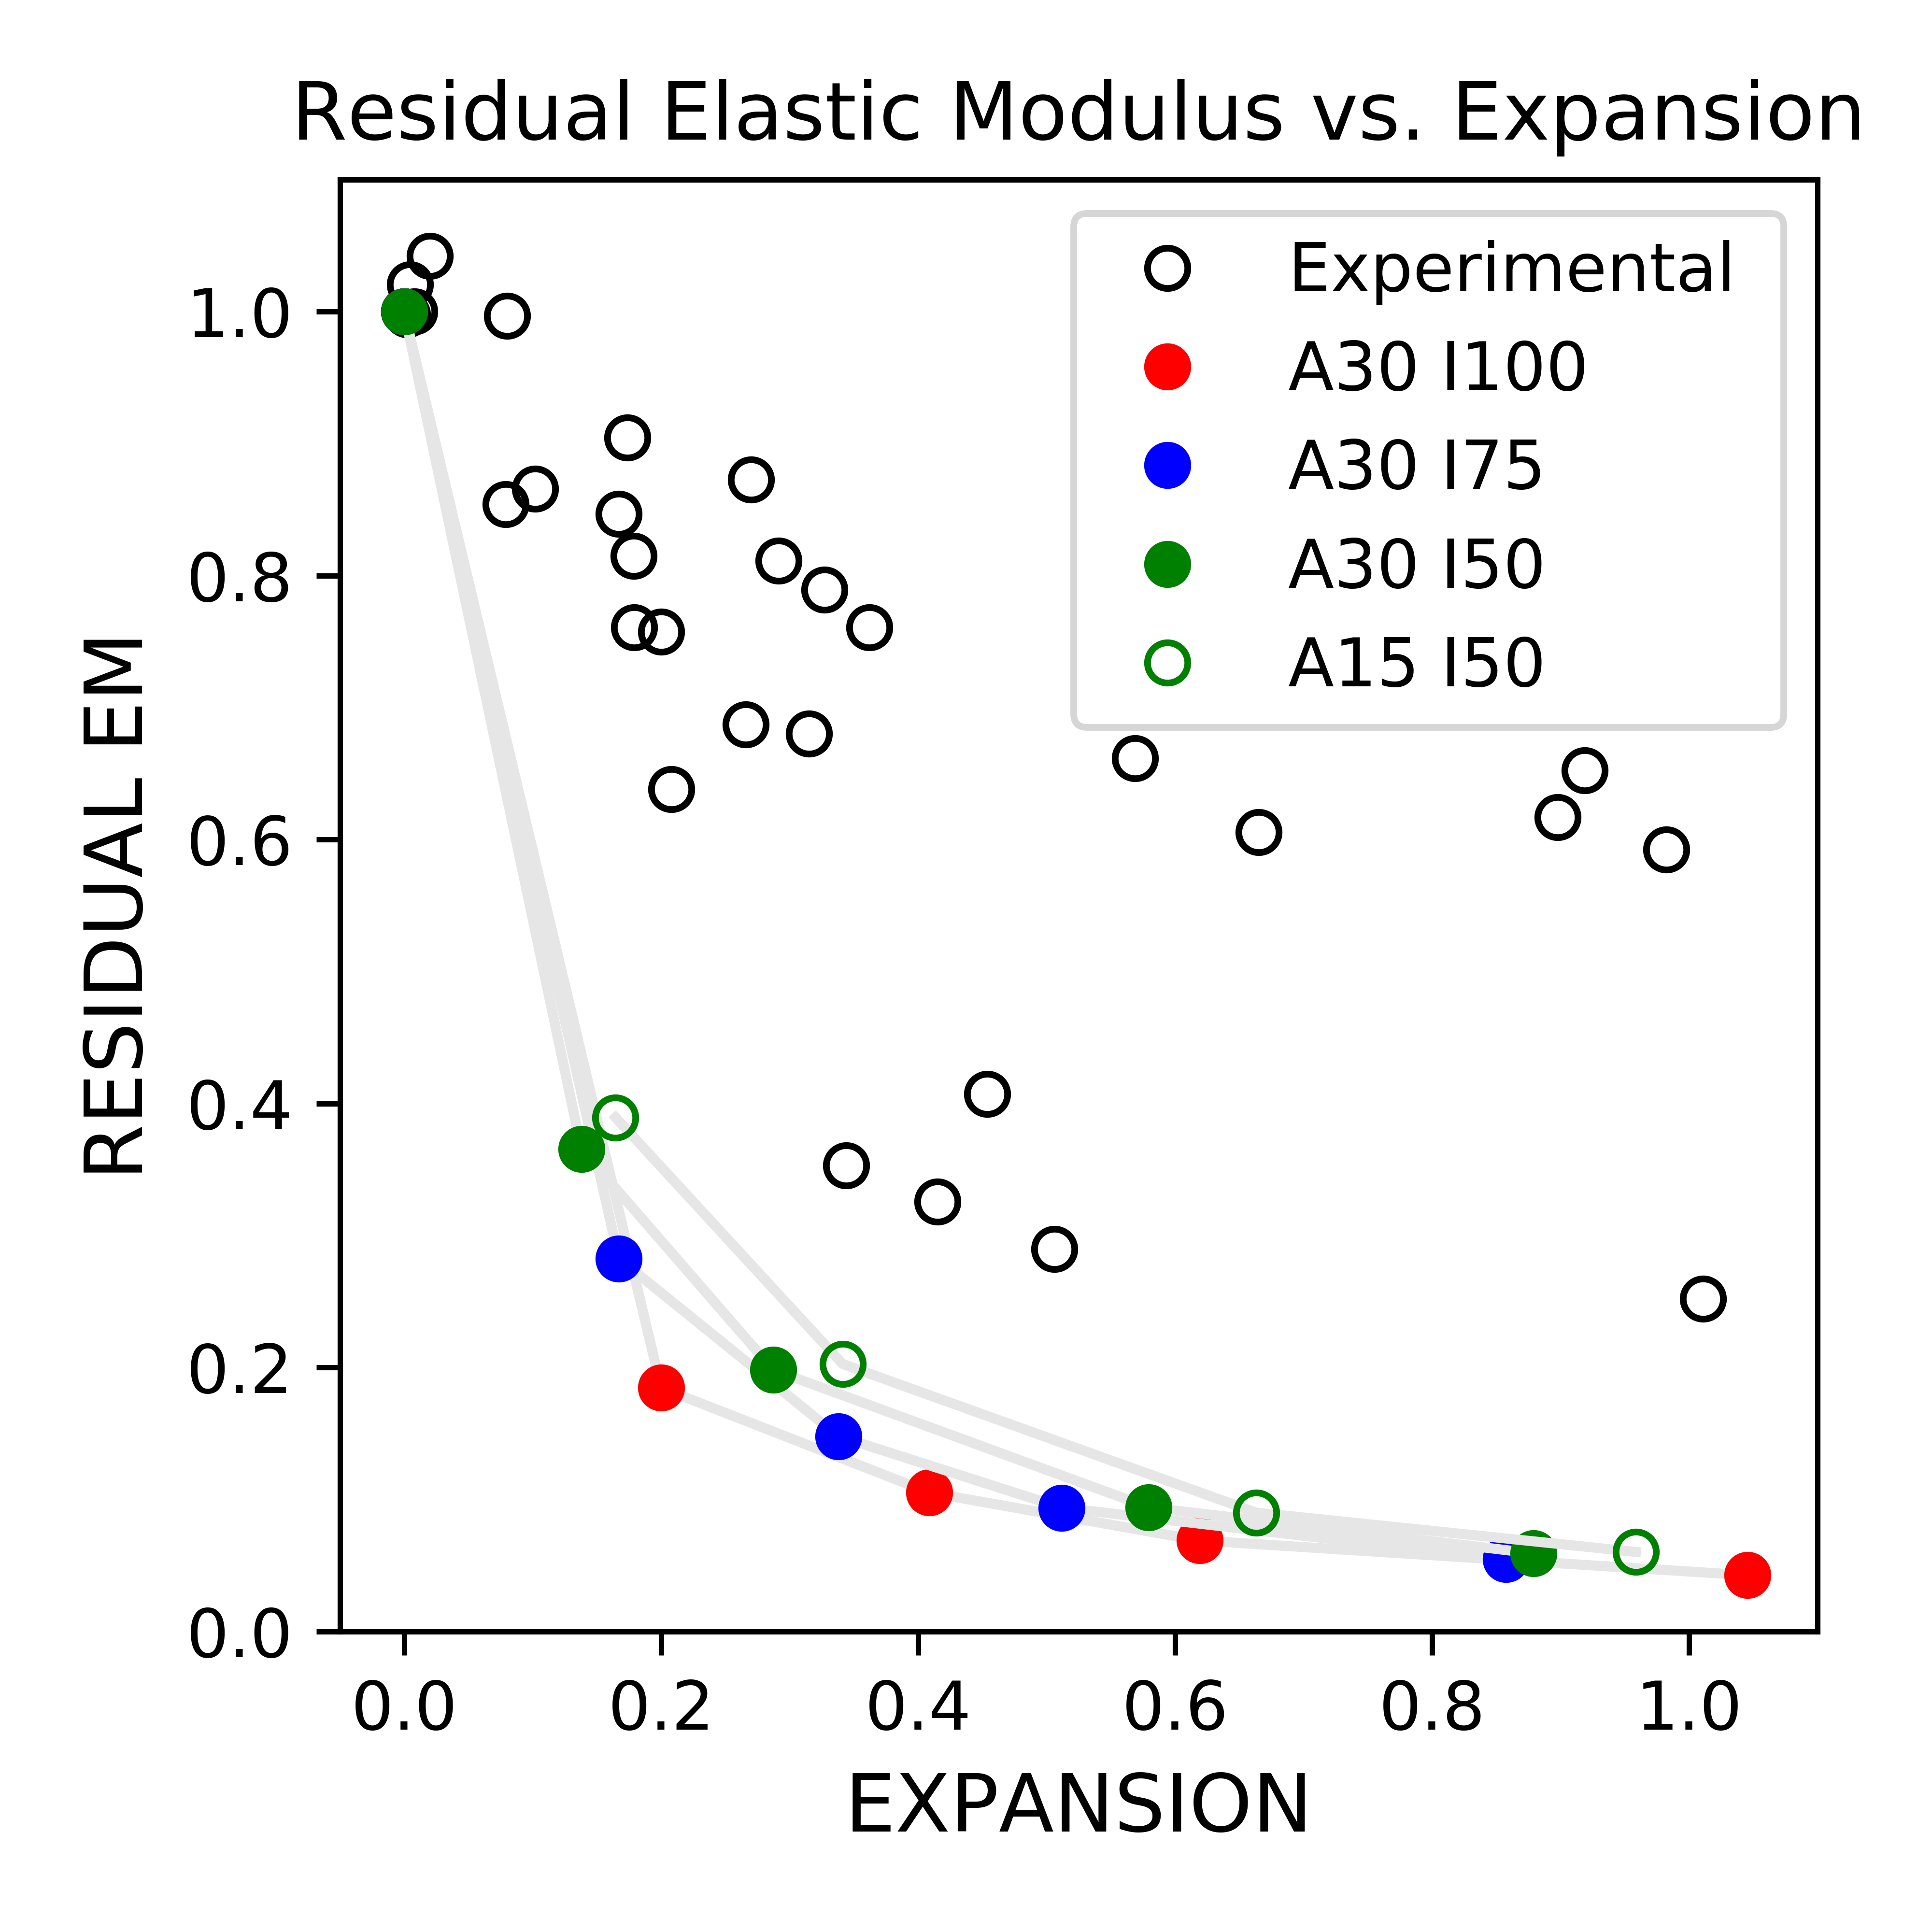 Residual Elastic Modulus vs. Expansion
Experimental
A30 I100
A30 I75
A30 I50
A15 I50
RESIDUAL EM
1.0
0.8
0.6
0.4
0.2
0.0
0.0 0.2 0.4 0.6 0.8 1.0
EXPANSION